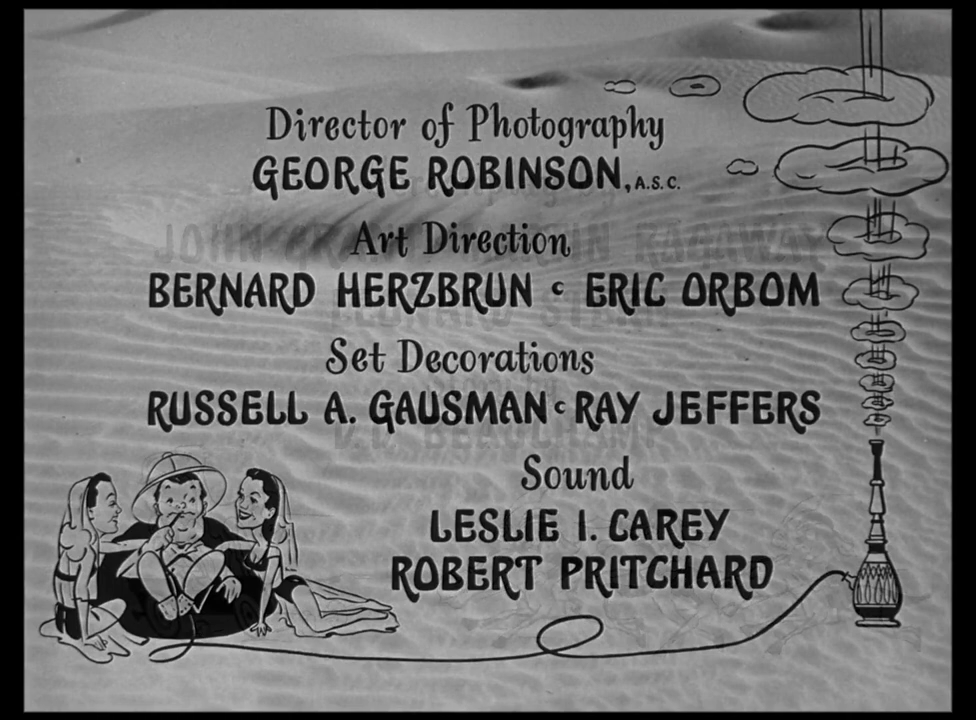 Director of Photography
GEORGE ROBINSON, A.S.C.
Art Direction
BERNARD HERZBRUN & ERIC ORBOM
Set Decorations
RUSSELL A. GAUSMAN & RAY JEFFERS
Sound
LESLIE I. CAREY
ROBERT PRITCHARD